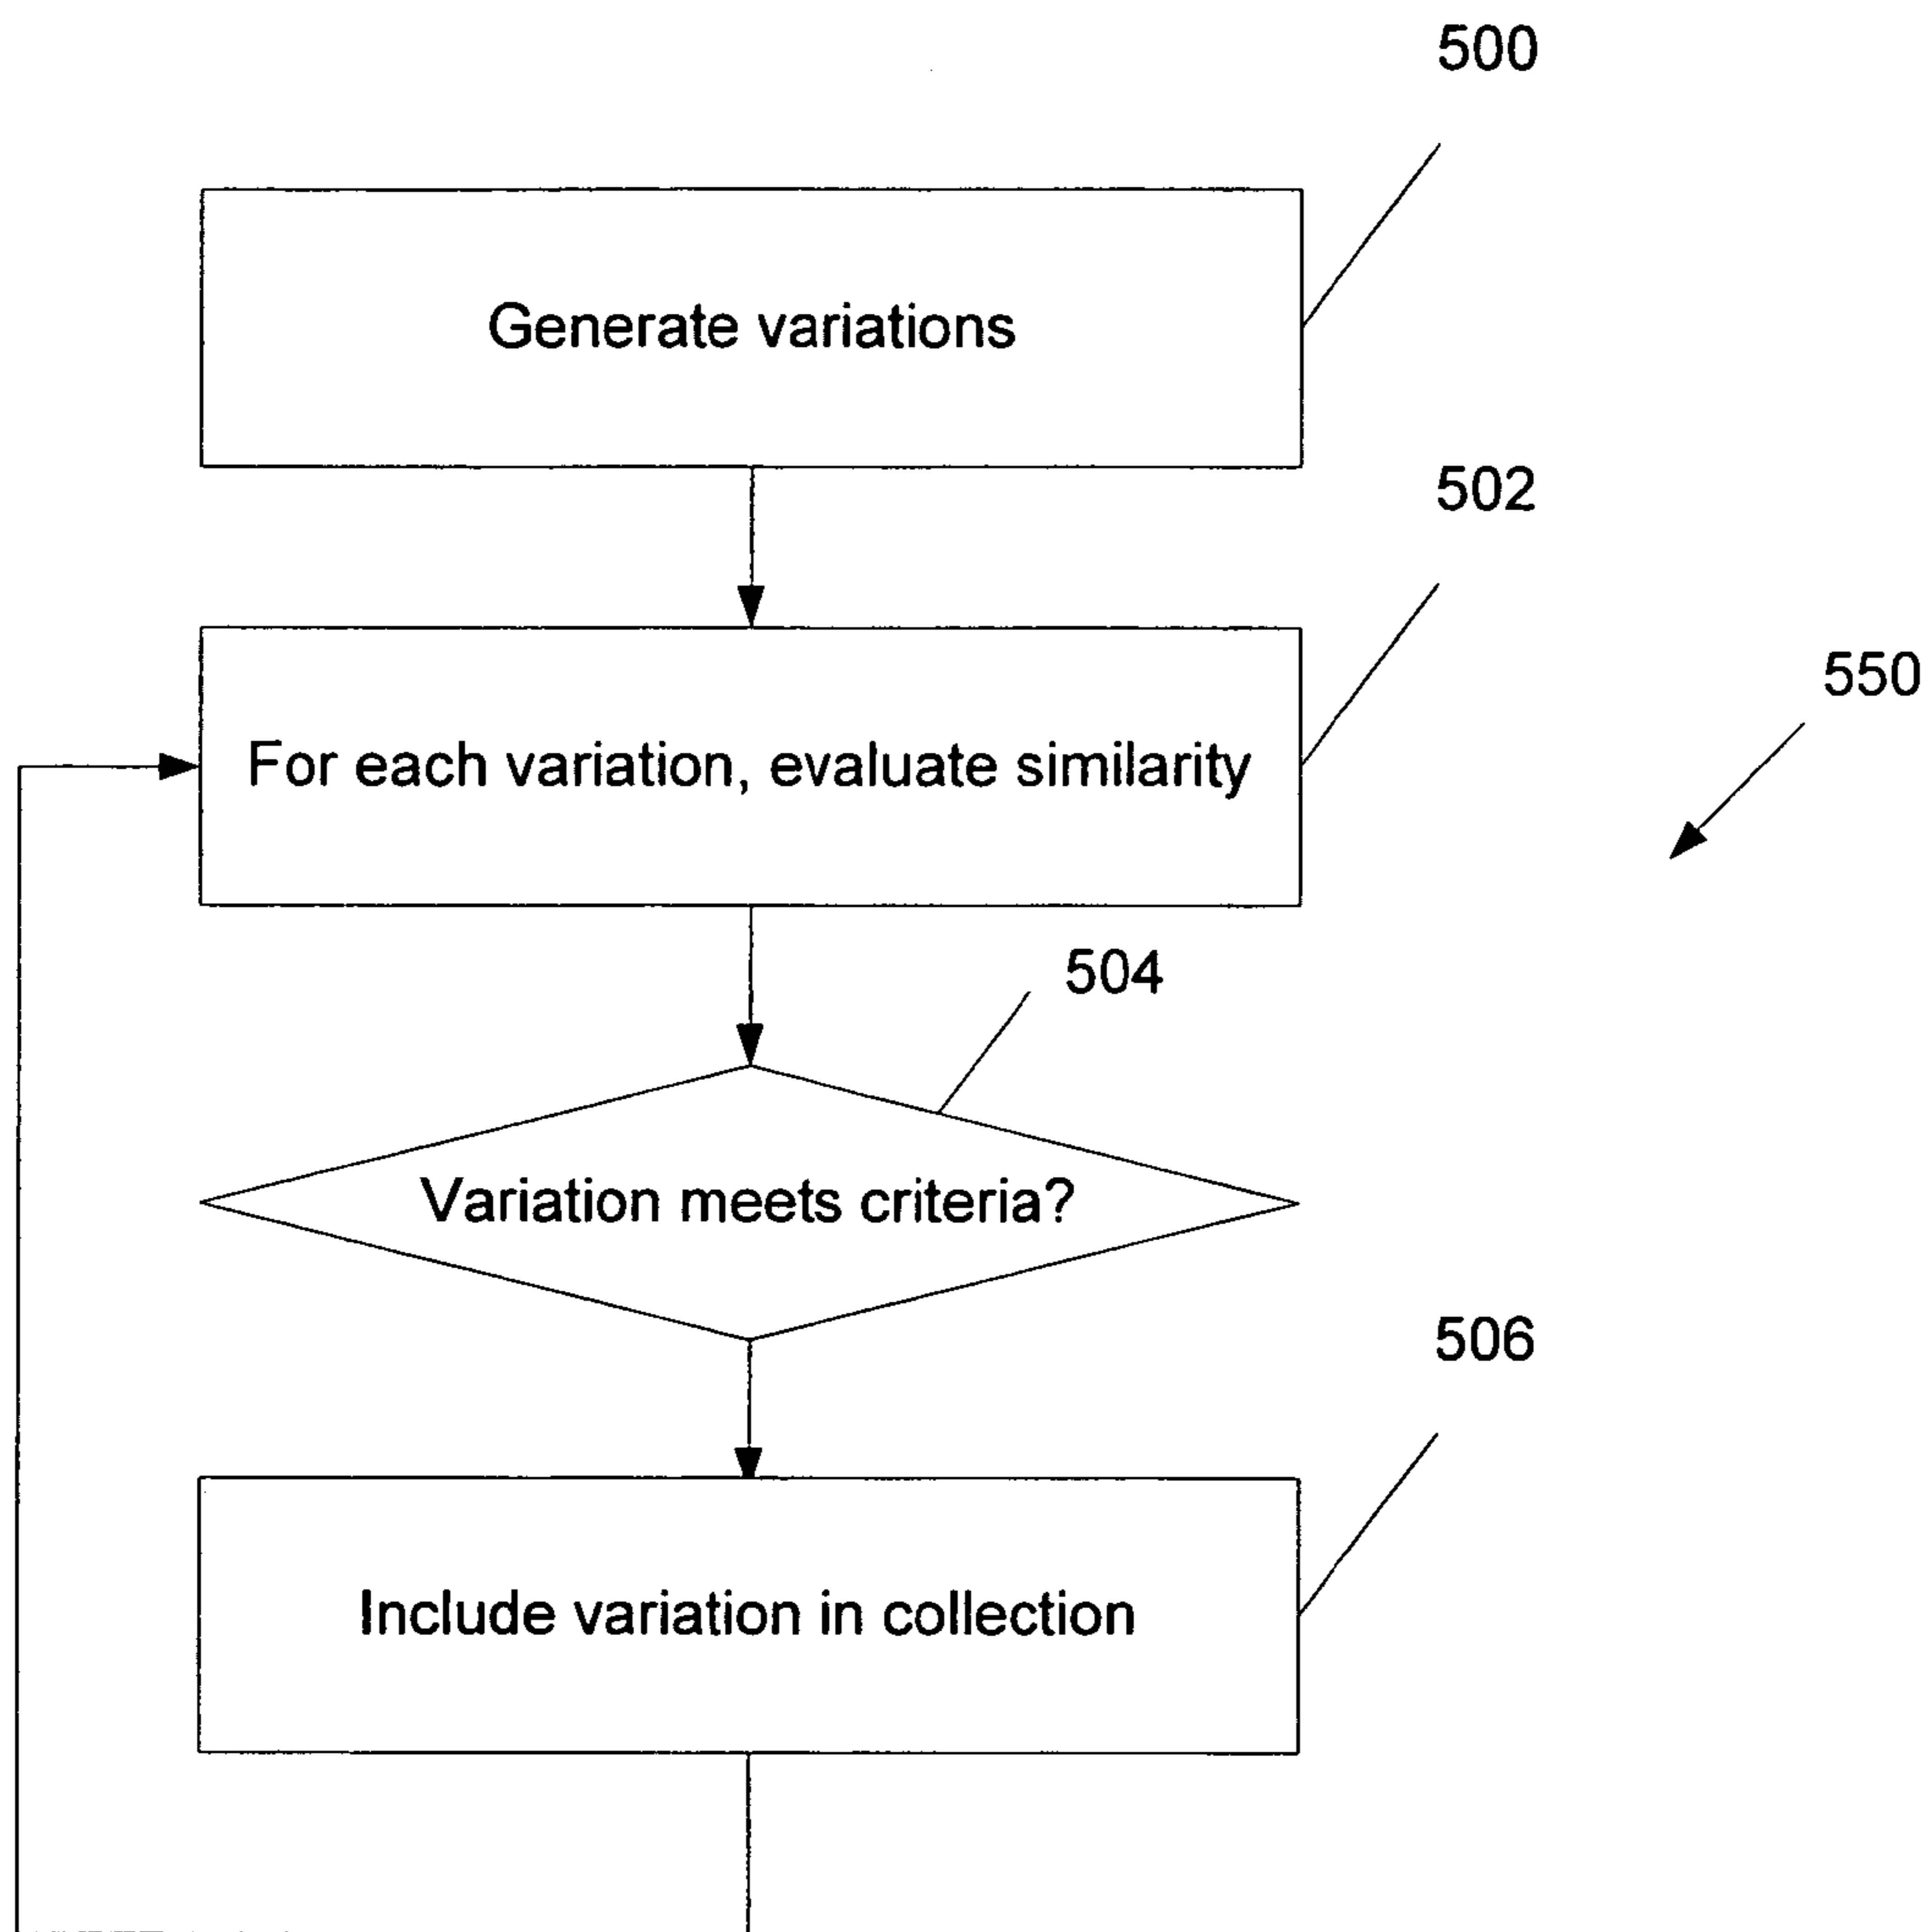 500
Generate variations
502
For each variation, evaluate similarity
550
504
Variation meets criteria?
506
Include variation in collection